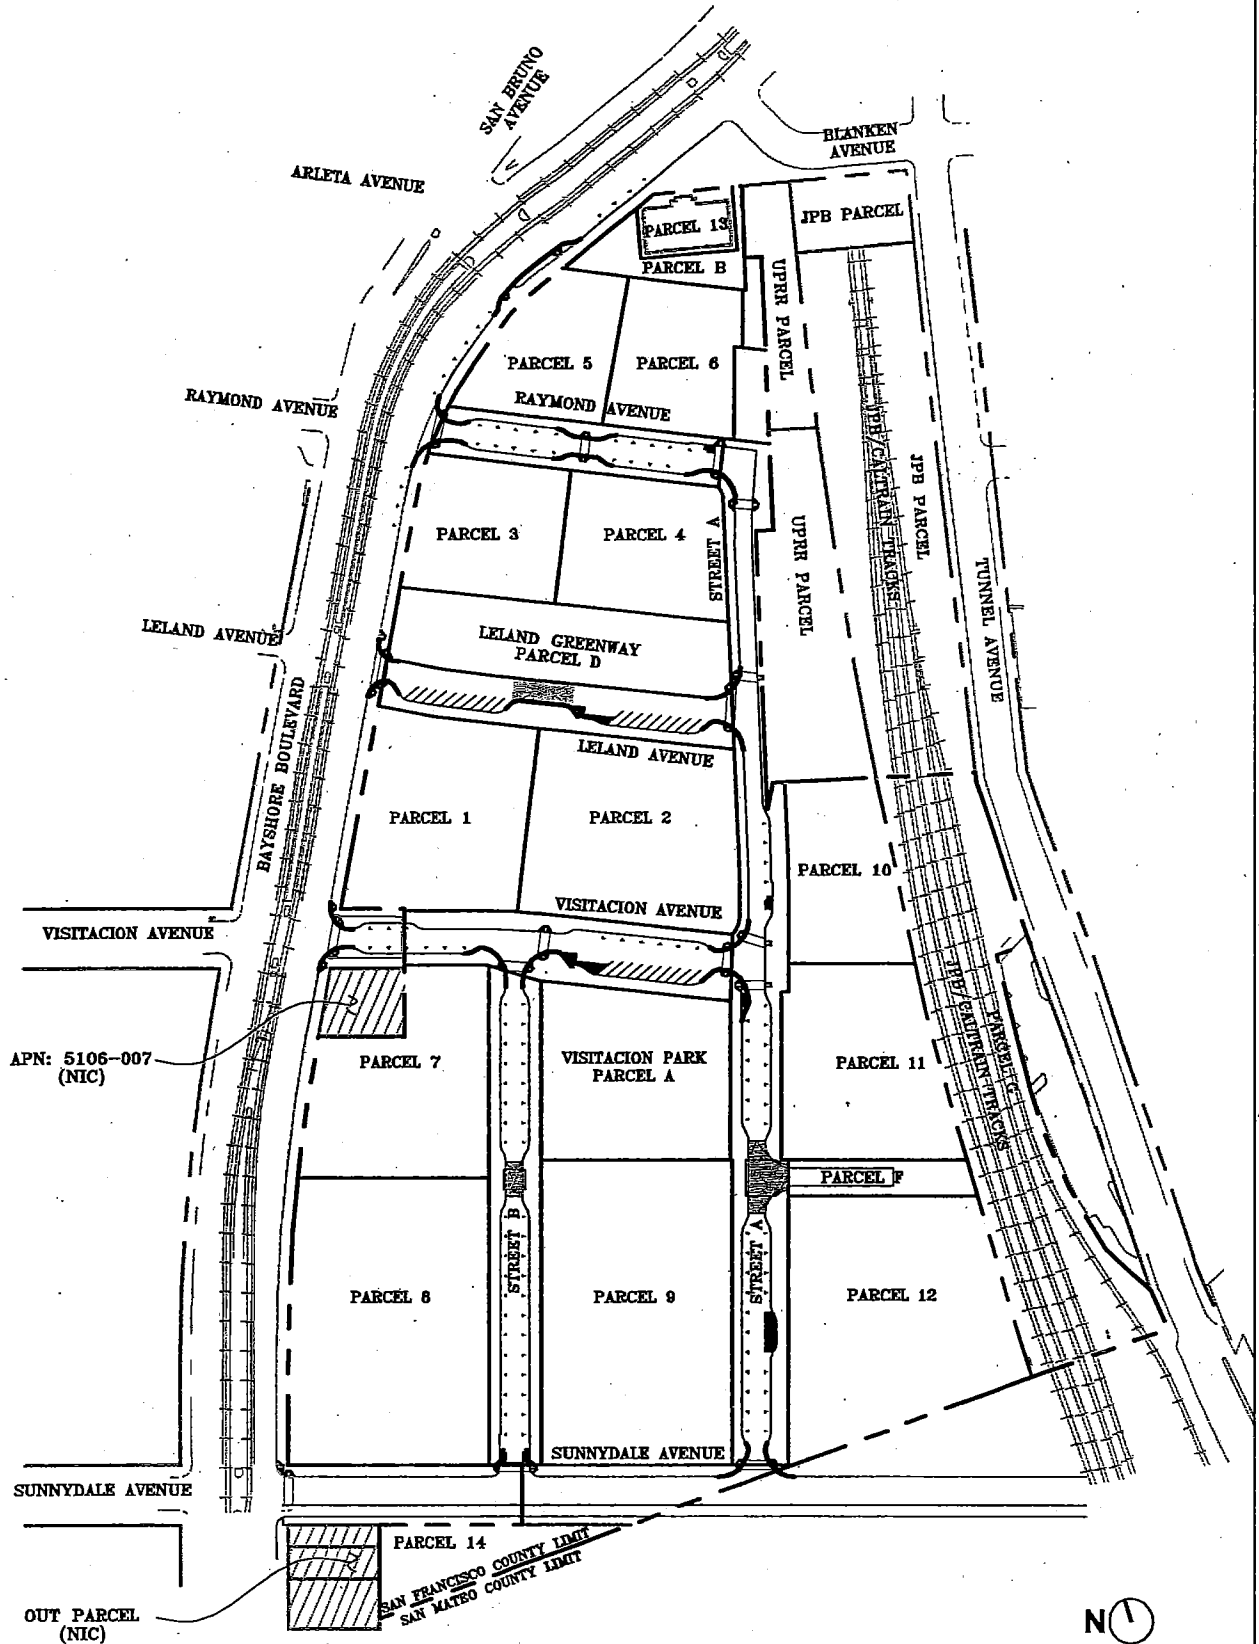 SAN BRUNO
AVENUE
BLANKEN
AVENUE
ARLETA AVENUE
JPB PARCEL
PARCEL 13
PARCEL B
UPRR PARCEL
PARCEL 5
PARCEL 6
RAYMOND AVENUE
RAYMOND AVENUE
JPB/CALTRAIN TRACKS
JPB PARCEL
PARCEL 3
PARCEL 4
STREET A
UPRR PARCEL
TUNNEL AVENUE
LELAND AVENUE
LELAND GREENWAY
PARCEL D
BAYSHORE BOULEVARD
LELAND AVENUE
PARCEL 1
PARCEL 2
PARCEL 10
VISITACION AVENUE
VISITACION AVENUE
JPB/CALTRAIN TRACKS
PARCEL G
APN: 5106-007
(NIC)
PARCEL 7
VISITACION PARK
PARCEL A
PARCEL 11
PARCEL F
STREET B
STREET A
PARCEL 8
PARCEL 9
PARCEL 12
SUNNYDALE AVENUE
SUNNYDALE AVENUE
PARCEL 14
SAN FRANCISCO COUNTY LIMIT
SAN MATEO COUNTY LIMIT
OUT PARCEL
(NIC)
N